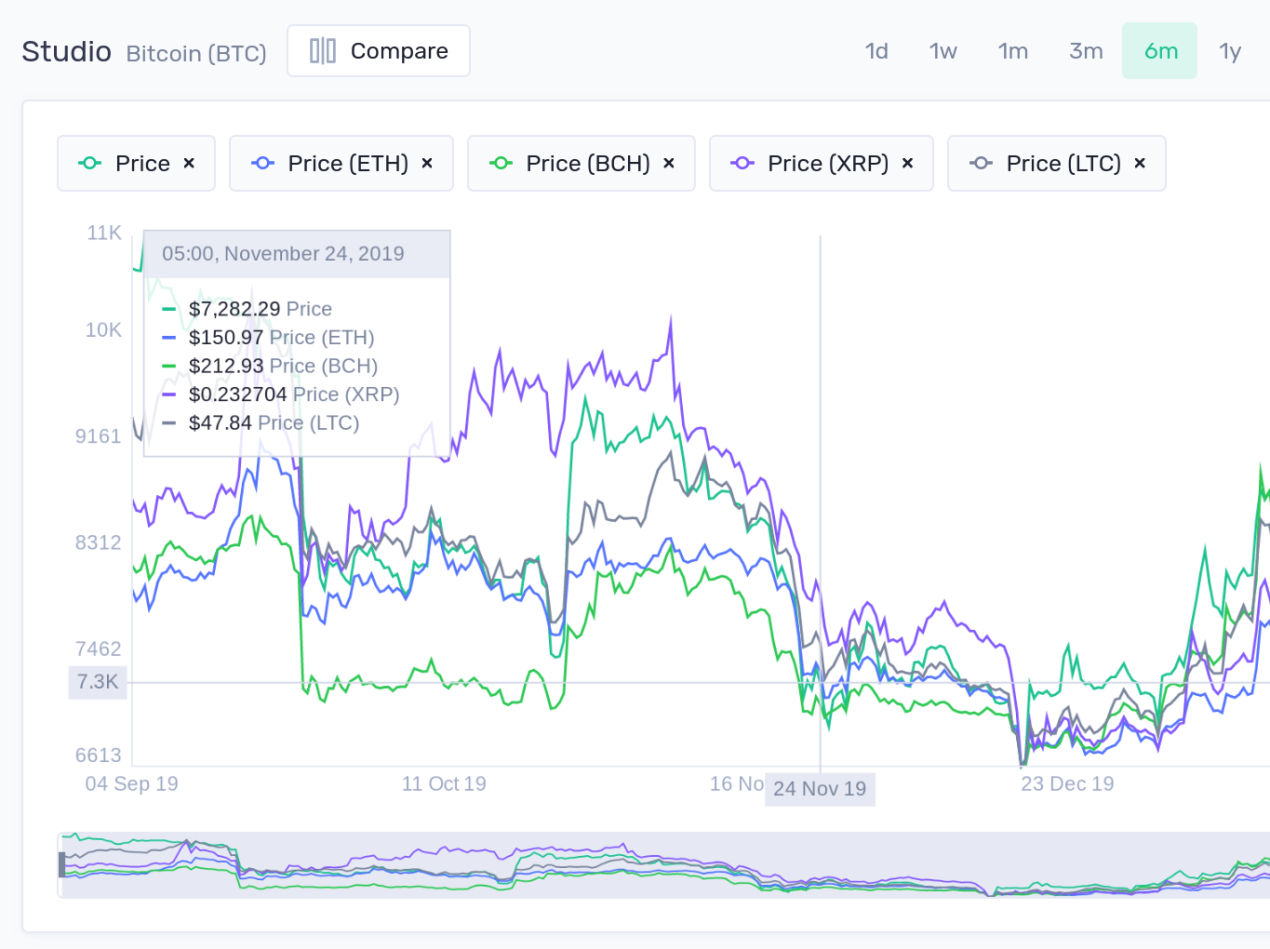 Studio Bitcoin (BTC) Compare 1d 1w 1m 3m 6m 1y
Price × Price (ETH) × Price (BCH) × Price (XRP) × Price (LTC) ×
11K
05:00, November 24, 2019
$7,282.29 Price
10K
$150.97 Price (ETH)
$212.93 Price (BCH)
$0.232704 Price (XRP)
$47.84 Price (LTC)
9161
8312
7462
7.3K
6613
04 Sep 19 11 Oct 19 16 No 24 Nov 19 23 Dec 19